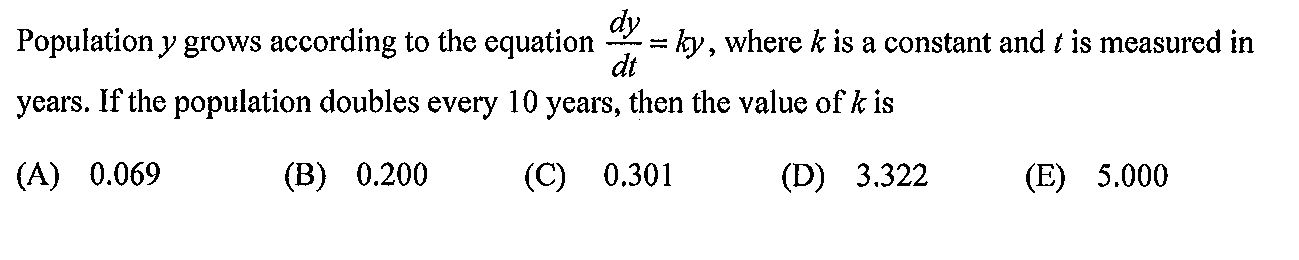 Population y grows according to the equation dy/dt = ky, where k is a constant and t is measured in
years. If the population doubles every 10 years, then the value of k is
(A) 0.069 (B) 0.200 (C) 0.301 (D) 3.322 (E) 5.000